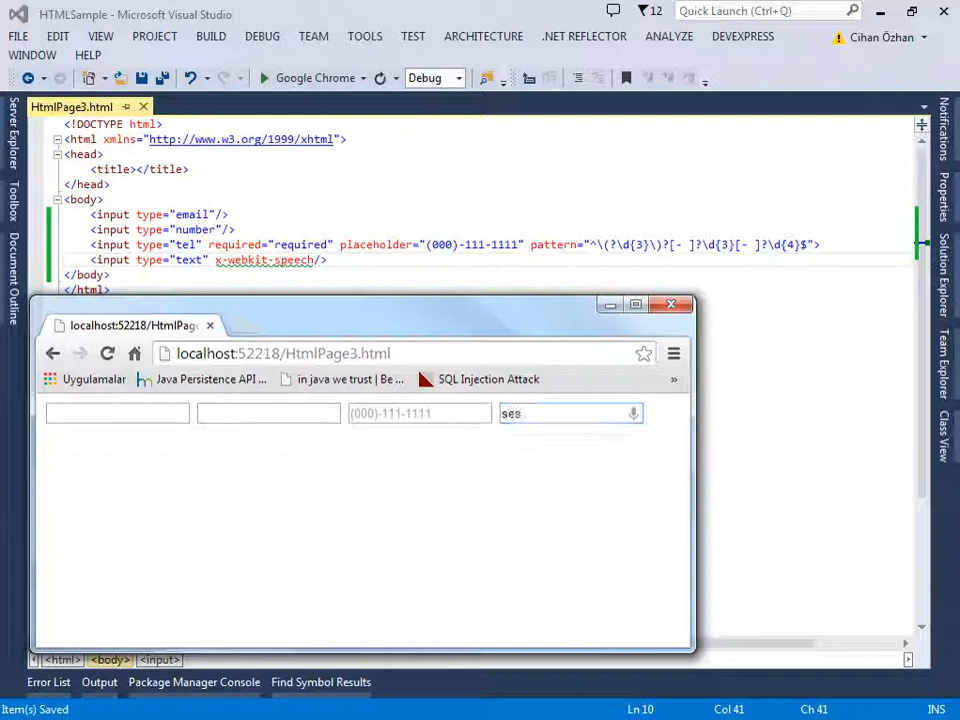 HTMLSample - Microsoft Visual Studio
12
Quick Launch (Ctrl+Q)
FILE EDIT VIEW PROJECT BUILD DEBUG TEAM TOOLS TEST ARCHITECTURE .NET REFLECTOR ANALYZE DEVEXPRESS
Cihan Özhan
WINDOW HELP
Google Chrome
Debug
HtmlPage3.html
Server Explorer
Toolbox
Document Outline
<!DOCTYPE html>
<html xmlns="http://www.w3.org/1999/xhtml">
<head>
<title></title>
</head>
<body>
<input type="email"/>
<input type="number"/>
<input type="tel" required="required" placeholder="(000)-111-1111" pattern="^\(?\d{3}\)?[- ]?\d{3}[- ]?\d{4}$">
<input type="text" x-webkit-speech/>
</body>
</html>
Notifications
Properties
Solution Explorer
Team Explorer
Class View
localhost:52218/HtmlPage
localhost:52218/HtmlPage3.html
Uygulamalar
Java Persistence API ...
in java we trust | Be ...
SQL Injection Attack
»
(000)-111-1111
ses
<html> <body> <input>
Error List Output Package Manager Console Find Symbol Results
Item(s) Saved
Ln 10 Col 41 Ch 41 INS